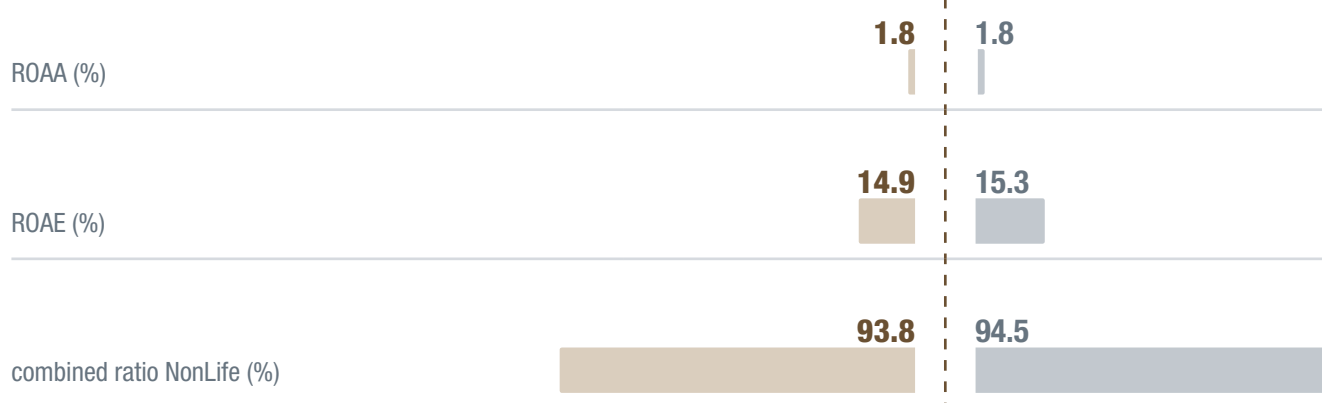 1.8 1.8
ROAA (%)
14.9 15.3
ROAE (%)
93.8 94.5
combined ratio NonLife (%)